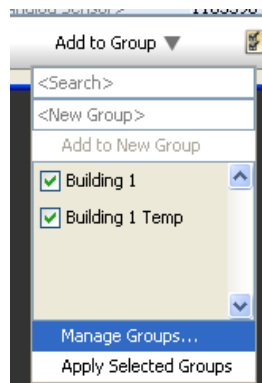 Add to Group ▼
<Search>
<New Group>
Add to New Group
Building 1
Building 1 Temp
Manage Groups...
Apply Selected Groups